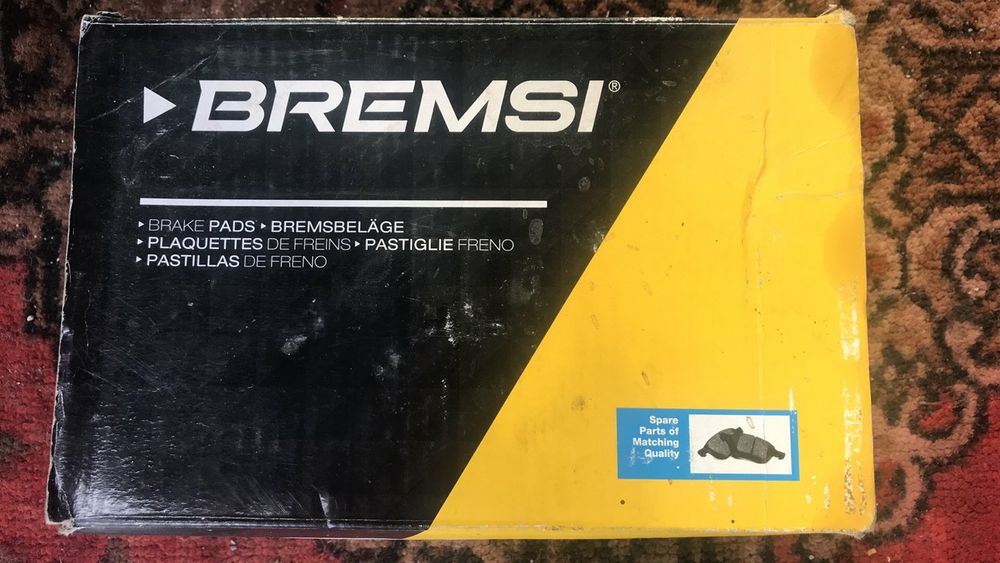 BREMSI®
▸ BRAKE PADS ▸ BREMSBELÄGE
▸ PLAQUETTES DE FREINS ▸ PASTIGLIE FRENO
▸ PASTILLAS DE FRENO
Spare
Parts of
Matching
Quality